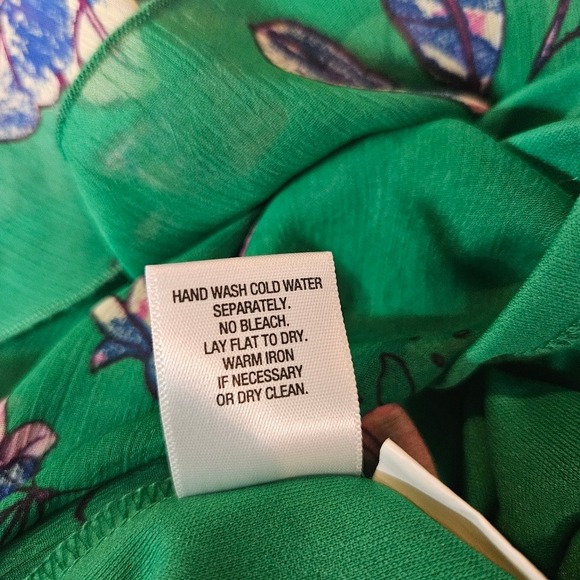 HAND WASH COLD WATER
SEPARATELY.
NO BLEACH.
LAY FLAT TO DRY.
WARM IRON
IF NECESSARY
OR DRY CLEAN.